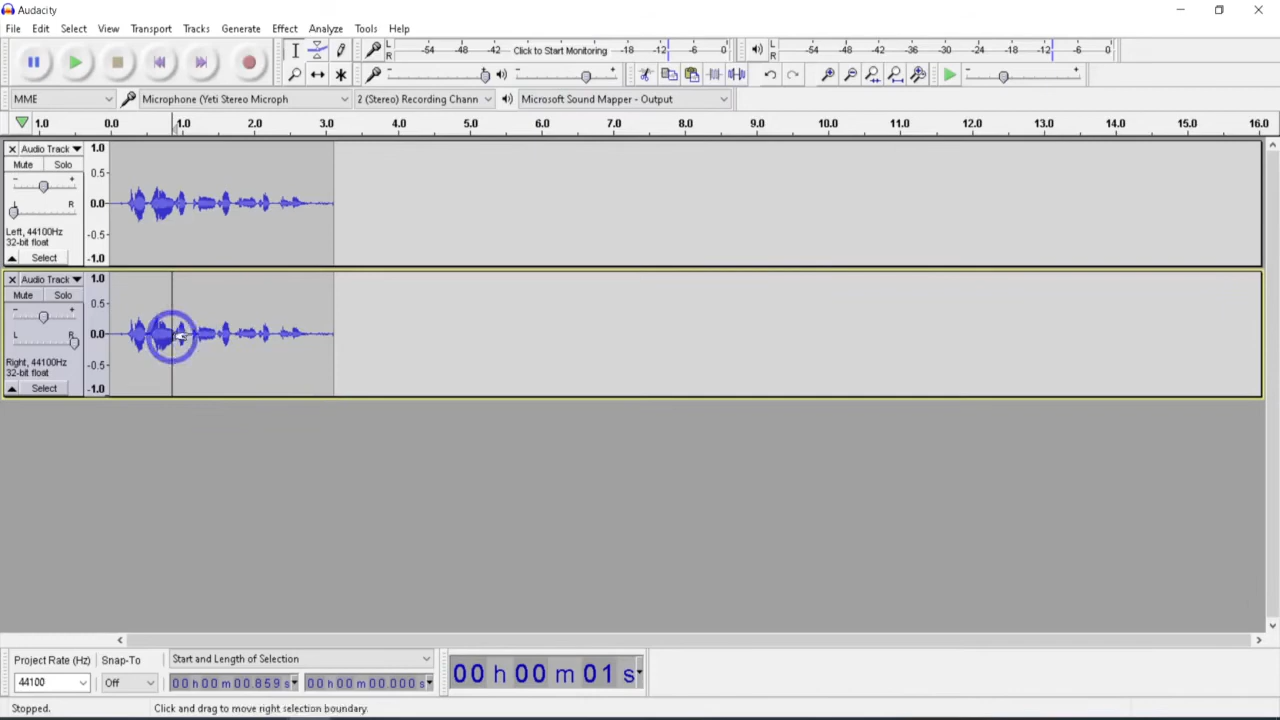 Audacity
File Edit Select View Transport Tracks Generate Effect Analyze Tools Help
L R -54 -48 -42 Click to Start Monitoring -18 -12 -6 0 L R -54 -48 -42 -36 -30 -24 -18 -12 -6 0
MME Microphone (Yeti Stereo Microph 2 (Stereo) Recording Chann Microsoft Sound Mapper - Output
1.0 0.0 1.0 2.0 3.0 4.0 5.0 6.0 7.0 8.0 9.0 10.0 11.0 12.0 13.0 14.0 15.0 16.0
× Audio Track 1.0
Mute Solo
- + 0.5
L R 0.0
Left, 44100Hz -0.5
32-bit float
Select -1.0
× Audio Track 1.0
Mute Solo
- + 0.5
L R 0.0
Right, 44100Hz -0.5
32-bit float
Select -1.0
Project Rate (Hz) Snap-To Start and Length of Selection
44100 Off 00 h 00 m 00.859 s 00 h 00 m 00.000 s 00 h 00 m 01 s
Stopped. Click and drag to move right selection boundary.